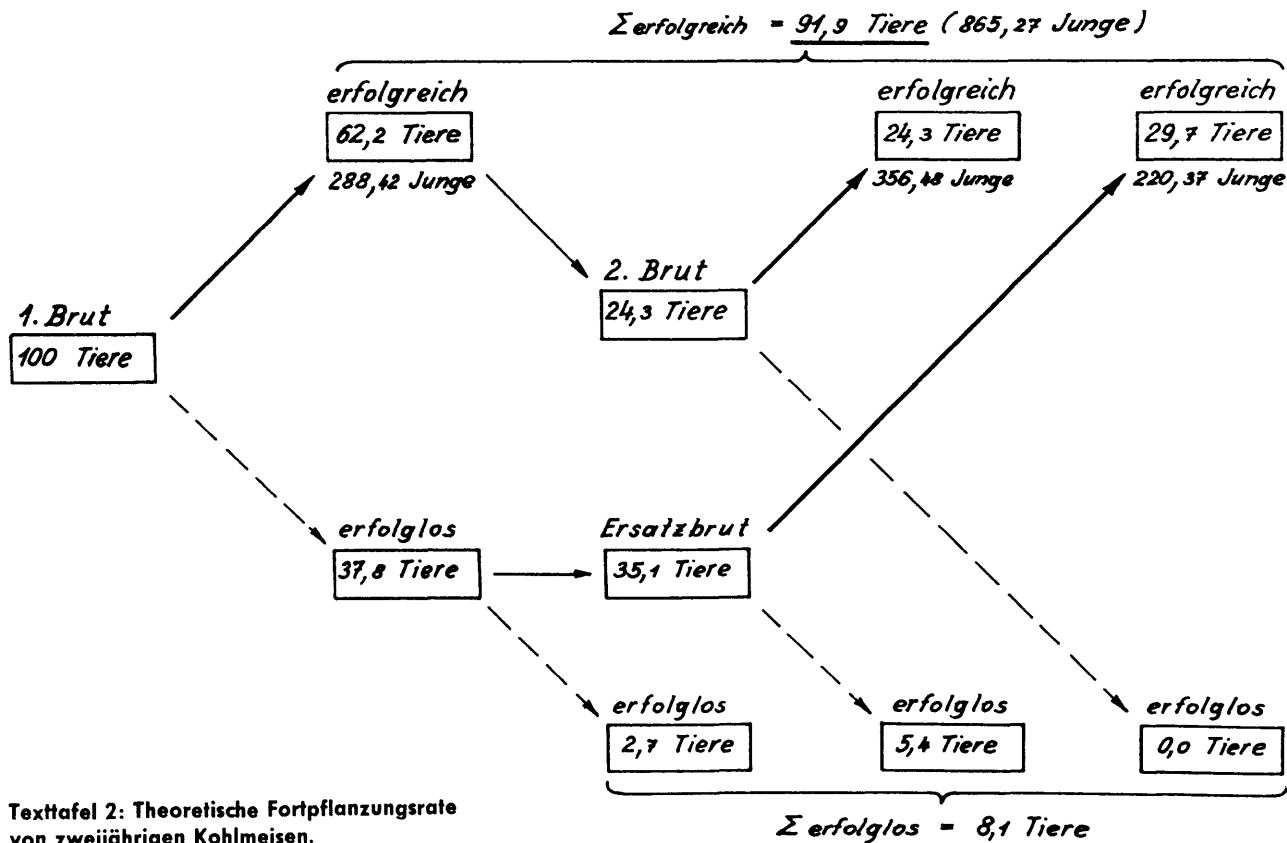 Σ erfolgreich = 91,9 Tiere (865,27 Junge)
erfolgreich
62,2 Tiere
288,42 Junge
erfolgreich
24,3 Tiere
356,48 Junge
erfolgreich
29,7 Tiere
220,37 Junge
2. Brut
24,3 Tiere
1. Brut
100 Tiere
erfolglos
37,8 Tiere
Ersatzbrut
35,1 Tiere
erfolglos
2,7 Tiere
erfolglos
5,4 Tiere
erfolglos
0,0 Tiere
Σ erfolglos = 8,1 Tiere
Texttafel 2: Theoretische Fortpflanzungsrate
von zweijährigen Kohlmeisen.